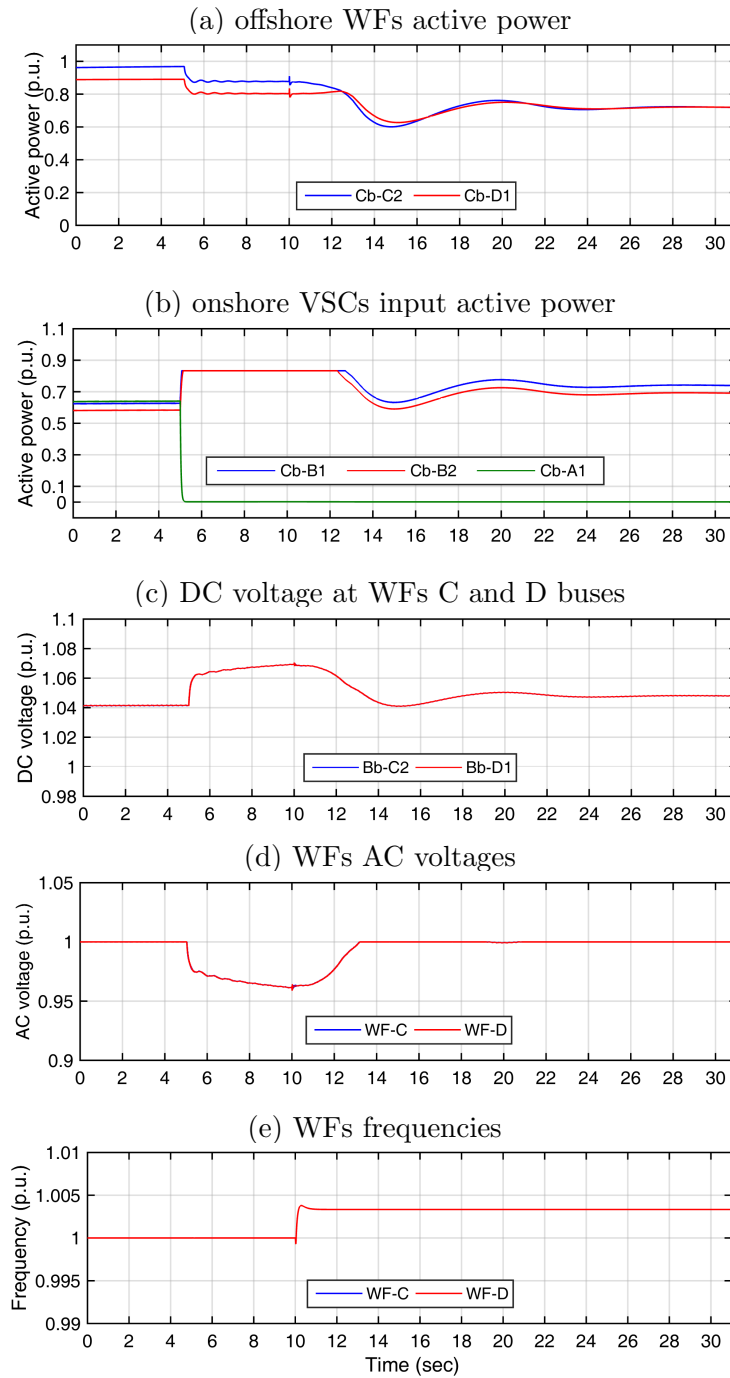 (a) offshore WFs active power
Active power (p.u.)
1
0.8
0.6
0.4
0.2
0
Cb-C2 Cb-D1
0 2 4 6 8 10 12 14 16 18 20 22 24 26 28 30
(b) onshore VSCs input active power
Active power (p.u.)
1.1
0.9
0.7
0.5
0.3
0.1
0
Cb-B1 Cb-B2 Cb-A1
0 2 4 6 8 10 12 14 16 18 20 22 24 26 28 30
(c) DC voltage at WFs C and D buses
DC voltage (p.u.)
1.1
1.08
1.06
1.04
1.02
1
0.98
Bb-C2 Bb-D1
0 2 4 6 8 10 12 14 16 18 20 22 24 26 28 30
(d) WFs AC voltages
AC voltage (p.u.)
1.05
1
0.95
0.9
WF-C WF-D
0 2 4 6 8 10 12 14 16 18 20 22 24 26 28 30
(e) WFs frequencies
Frequency (p.u.)
1.01
1.005
1
0.995
0.99
WF-C WF-D
0 2 4 6 8 10 12 14 16 18 20 22 24 26 28 30
Time (sec)